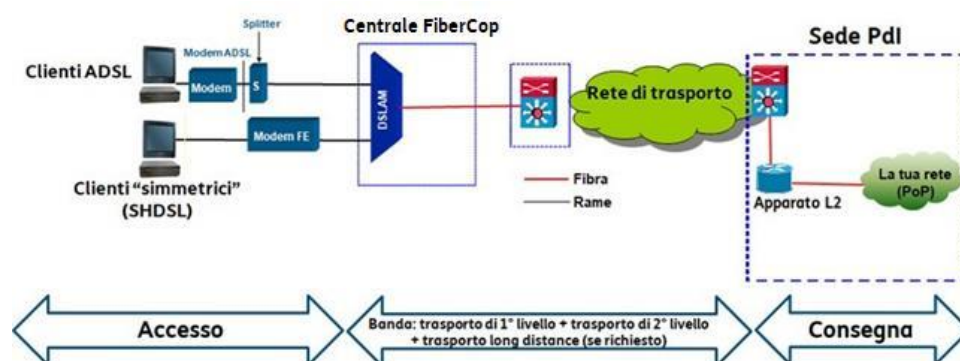 Splitter
Centrale FiberCop
Sede PdI
Modem ADSL
Clienti ADSL
Modem
S
DSLAM
Rete di trasporto
Modem FE
Clienti “simmetrici”
(SHDSL)
Fibra
Rame
Apparato L2
La tua rete
(PoP)
Accesso
Banda: trasporto di 1° livello + trasporto di 2° livello
+ trasporto long distance (se richiesto)
Consegna